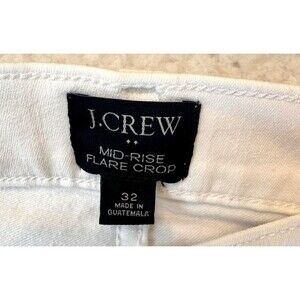 J.CREW
MID-RISE
FLARE CROP
32
MADE IN
GUATEMALA